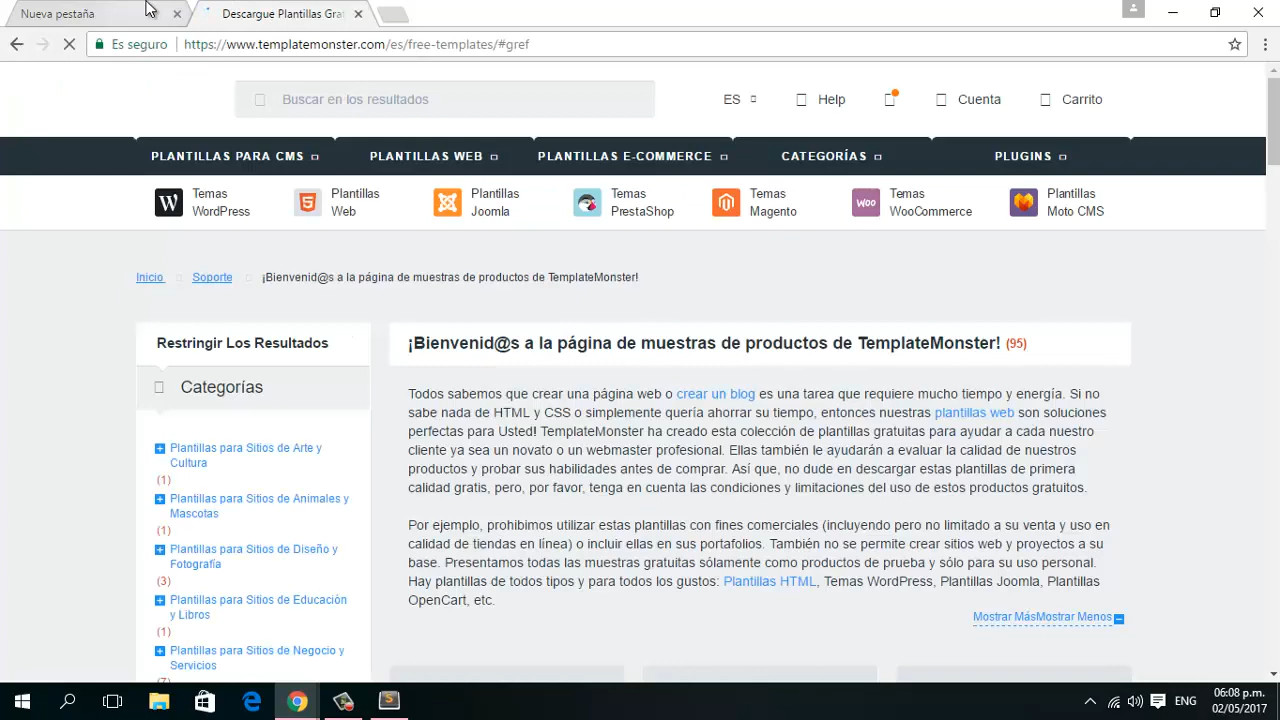 Nueva pestaña
Descargue Plantillas Grat
Es seguro
https://www.templatemonster.com/es/free-templates/#gref
Buscar en los resultados
ES
Help
Cuenta
Carrito
PLANTILLAS PARA CMS
PLANTILLAS WEB
PLANTILLAS E-COMMERCE
CATEGORÍAS
PLUGINS
Temas WordPress
Plantillas Web
Plantillas Joomla
Temas PrestaShop
Temas Magento
Woo
Temas WooCommerce
Plantillas Moto CMS
Inicio
Soporte
¡Bienvenid@s a la página de muestras de productos de TemplateMonster!
Restringir Los Resultados
Categorías
Plantillas para Sitios de Arte y
Cultura
(1)
Plantillas para Sitios de Animales y
Mascotas
(1)
Plantillas para Sitios de Diseño y
Fotografía
(3)
Plantillas para Sitios de Educación
y Libros
(1)
Plantillas para Sitios de Negocio y
Servicios
¡Bienvenid@s a la página de muestras de productos de TemplateMonster! (95)
Todos sabemos que crear una página web o crear un blog es una tarea que requiere mucho tiempo y energía. Si no
sabe nada de HTML y CSS o simplemente quería ahorrar su tiempo, entonces nuestras plantillas web son soluciones
perfectas para Usted! TemplateMonster ha creado esta colección de plantillas gratuitas para ayudar a cada nuestro
cliente ya sea un novato o un webmaster profesional. Ellas también le ayudarán a evaluar la calidad de nuestros
productos y probar sus habilidades antes de comprar. Así que, no dude en descargar estas plantillas de primera
calidad gratis, pero, por favor, tenga en cuenta las condiciones y limitaciones del uso de estos productos gratuitos.
Por ejemplo, prohibimos utilizar estas plantillas con fines comerciales (incluyendo pero no limitado a su venta y uso en
calidad de tiendas en línea) o incluir ellas en sus portafolios. También no se permite crear sitios web y proyectos a su
base. Presentamos todas las muestras gratuitas sólamente como productos de prueba y sólo para su uso personal.
Hay plantillas de todos tipos y para todos los gustos: Plantillas HTML, Temas WordPress, Plantillas Joomla, Plantillas
OpenCart, etc.
Mostrar MásMostrar Menos
ENG
06:08 p.m.
02/05/2017